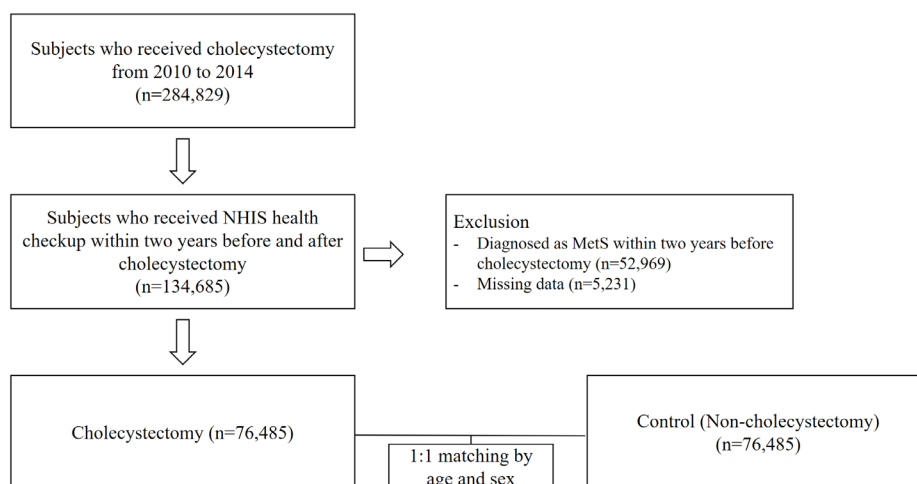 Subjects who received cholecystectomy
from 2010 to 2014
(n=284,829)
Subjects who received NHIS health
checkup within two years before and after
cholecystectomy
(n=134,685)
Exclusion
- Diagnosed as MetS within two years before
cholecystectomy (n=52,969)
- Missing data (n=5,231)
Cholecystectomy (n=76,485)
1:1 matching by
age and sex
Control (Non-cholecystectomy)
(n=76,485)